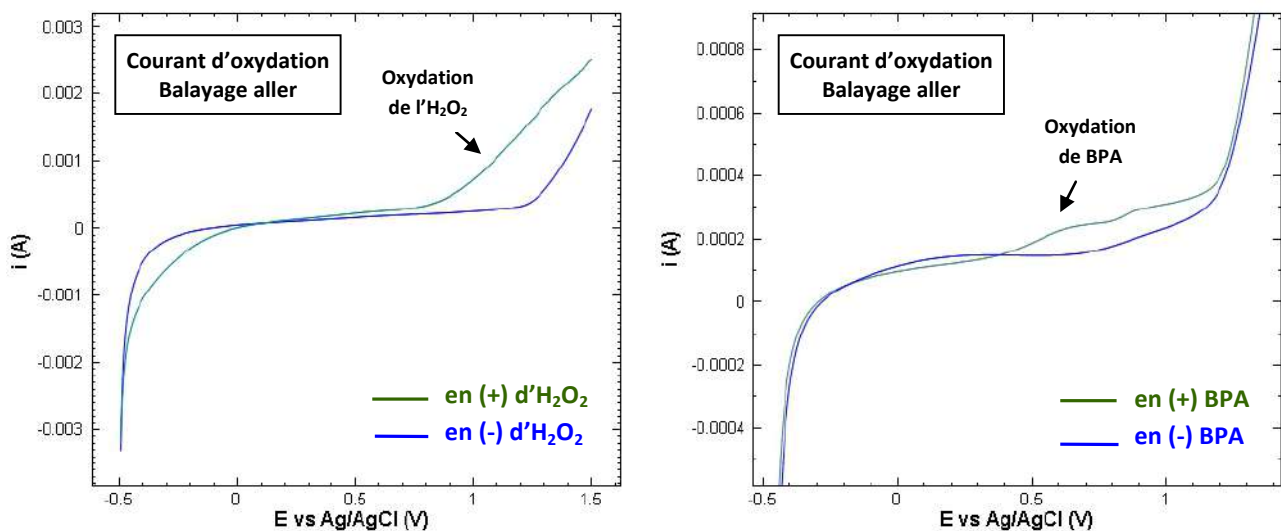 0.003
0.002
0.001
0
-0.001
-0.002
-0.003
i (A)
Courant d'oxydation
Balayage aller
Oxydation
de l'H₂O₂
en (+) d'H₂O₂
en (-) d'H₂O₂
-0.5
0
0.5
1
1.5
E vs Ag/AgCl (V)
0.0008
0.0006
0.0004
0.0002
0
-0.0002
-0.0004
i (A)
Courant d'oxydation
Balayage aller
Oxydation
de BPA
en (+) BPA
en (-) BPA
-0.5
0
0.5
1
E vs Ag/AgCl (V)